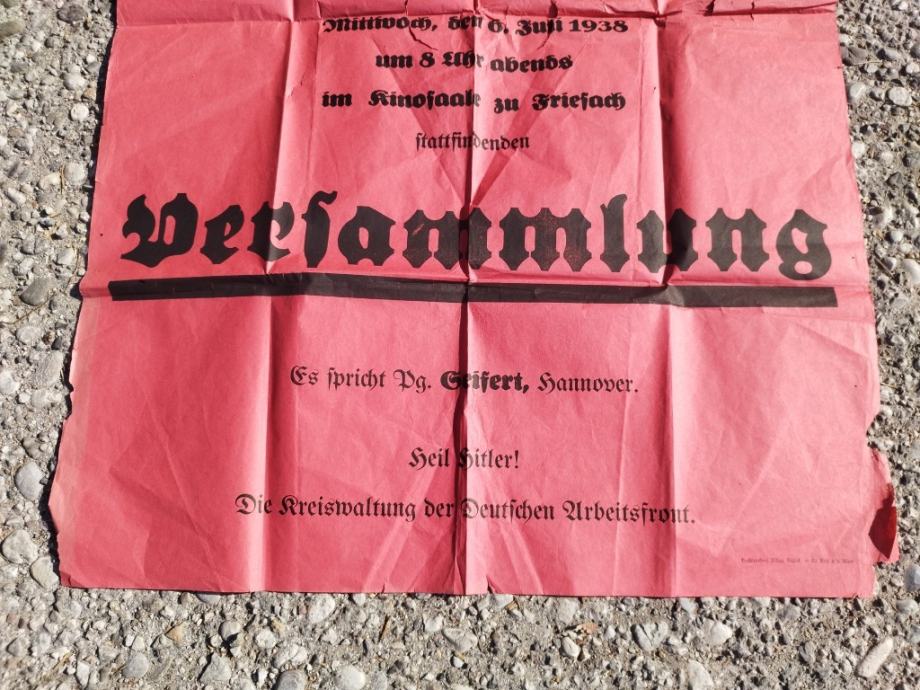 Mittwoch, den 6. Juli 1938
um 8 Uhr abends
im Kinosaale zu Friesach
stattfindenden
Versammlung
Es spricht Pg. Seifert, Hannover.
Heil Hitler!
Die Kreiswaltung der Deutschen Arbeitsfront.